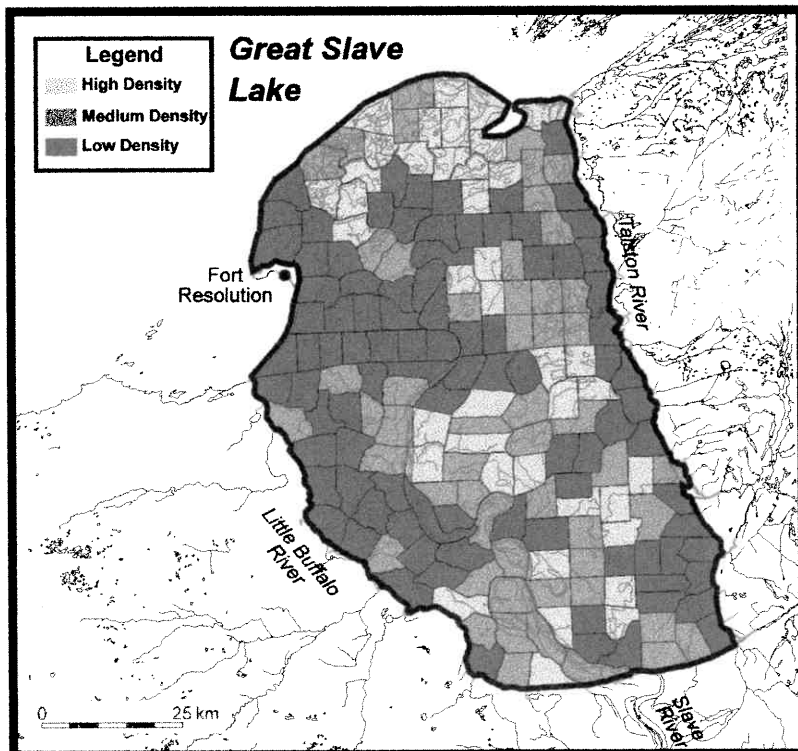 Legend
High Density
Medium Density
Low Density
Great Slave
Lake
Fort
Resolution
Talston River
Little Buffalo
River
Slave
River
0 25 km